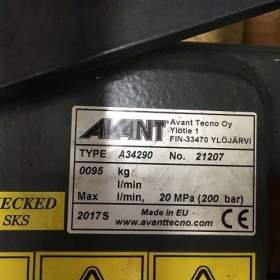 AVANT
Avant Tecno Oy
Ylötie 1
FIN-33470 YLÖJÄRVI
TYPE A34290 No. 21207
0095 kg
l/min
Max l/min, 20 MPa (200 bar)
2017S Made in EU
www.avanttecno.com
CHECKED
SKS